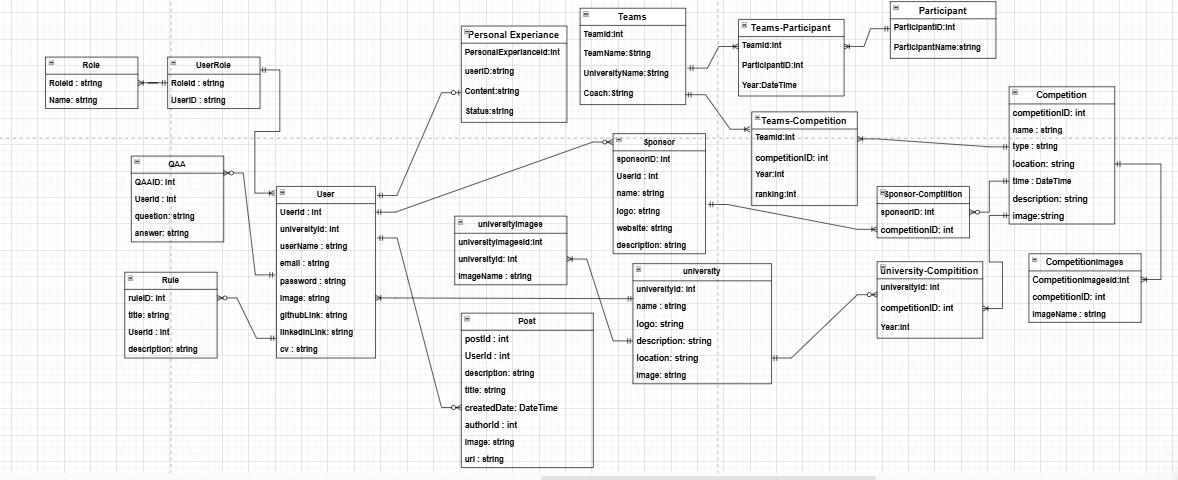 Role
RoleId : string
Name: string
UserRole
RoleId : string
UserID : string
QAA
QAAID: int
UserId : int
question: string
answer: string
Rule
ruleID: int
title: string
UserId : int
description: string
User
UserId : int
universityId: int
userName : string
email : string
password : string
image: string
githubLink: string
linkedInLink: string
cv : string
Personal Experiance
PersonalExperianceId:int
userID:string
Content:string
Status:string
universityImages
universityImagesId:int
universityId: int
imageName : string
Post
postId : int
UserId : int
description: string
title: string
createdDate: DateTime
authorId : int
image: string
url : string
Teams
TeamId:int
TeamName:String
UniversityName:String
Coach:String
Sponsor
sponsorID: int
UserId : int
name: string
logo: string
website: string
description: string
university
universityId: int
name : string
logo: string
description: string
location: string
image: string
Teams-Participant
TeamId:int
ParticipantID:int
Year:DateTime
Participant
ParticipantID:int
ParticipantName:string
Teams-Competition
TeamId:int
competitionID: int
Year:int
ranking:int
Sponsor-Comptiition
sponsorID: int
competitionID: int
university-Compitition
universityId: int
competitionID: int
Year:int
Competition
competitionID: int
name : string
type : string
location: string
time : DateTime
description: string
image:string
CompetitionImages
CompetitionImagesId:int
competitionID: int
imageName : string